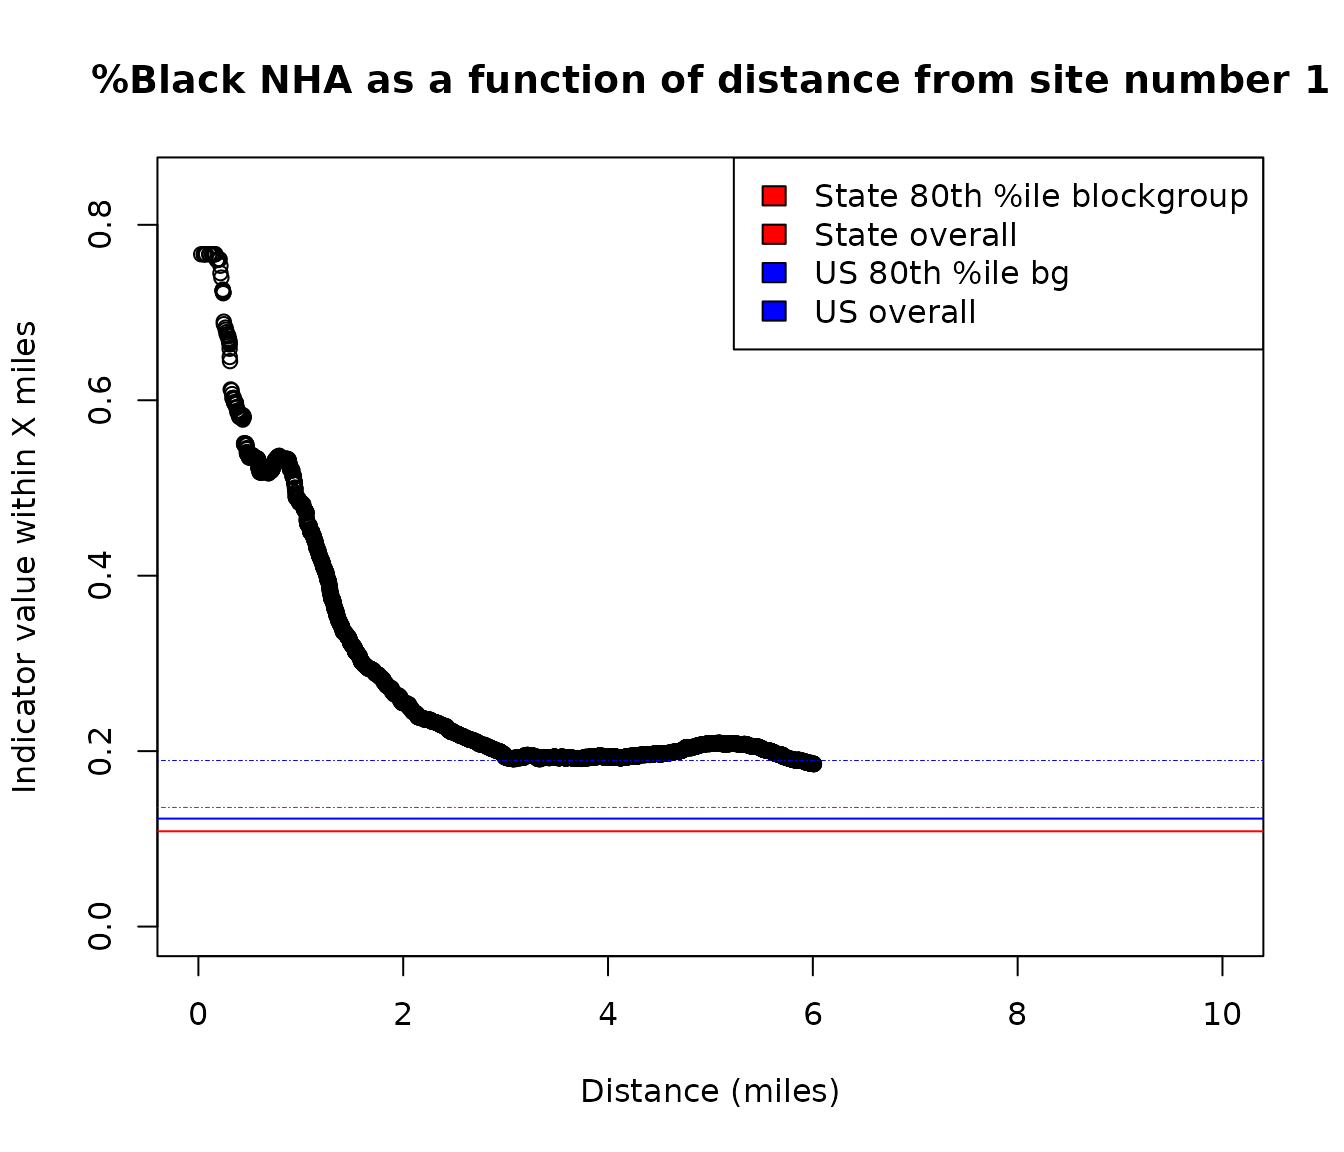 %Black NHA as a function of distance from site number 1
State 80th %ile blockgroup
State overall
US 80th %ile bg
US overall
Indicator value within X miles
0.8
0.6
0.4
0.2
0.0
0 2 4 6 8 10
Distance (miles)